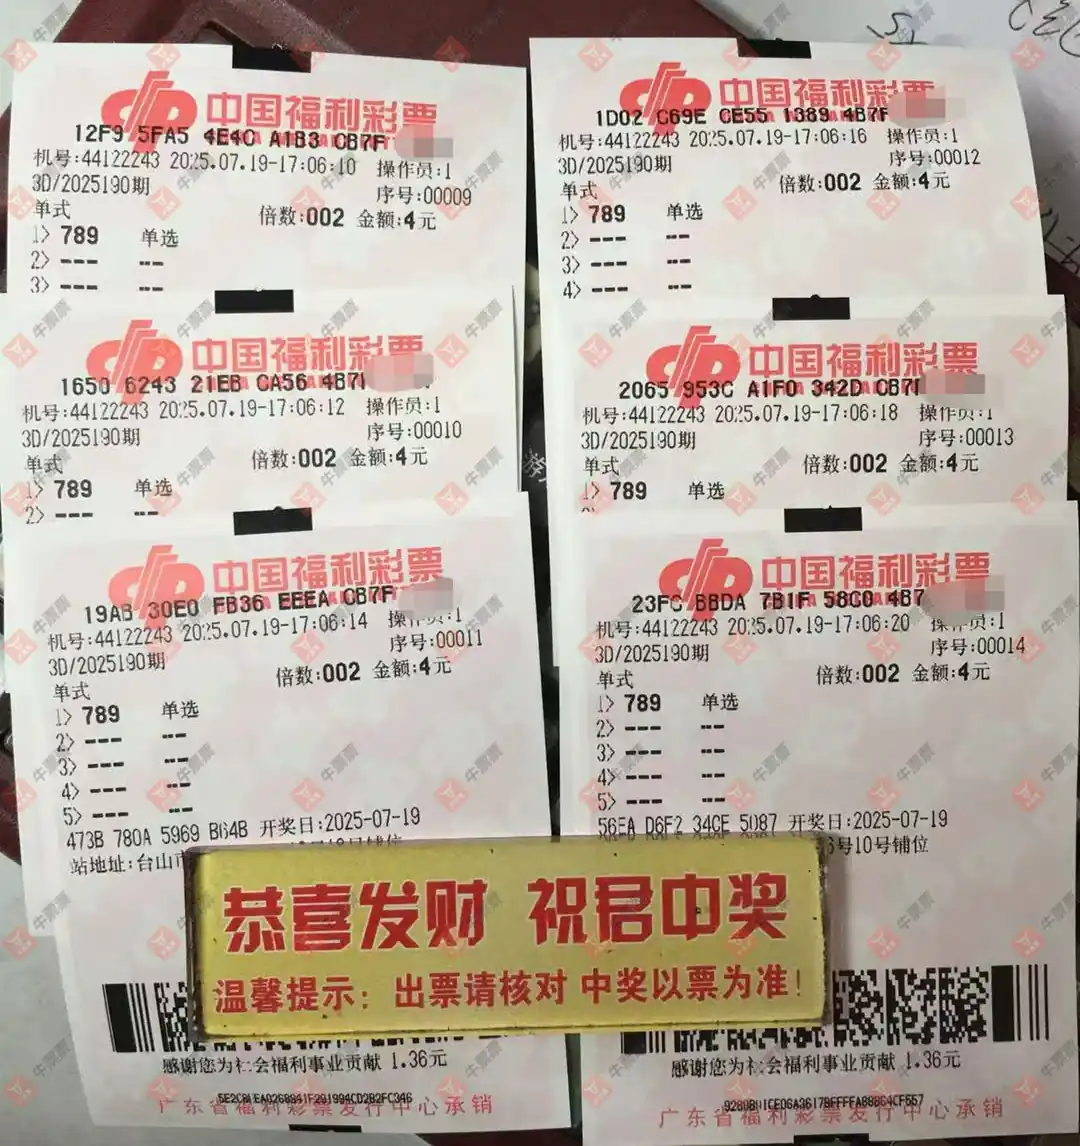 中国福利彩票
12F9 5FA5 4E4C A1B3 CB7F
机号:44122243 2025.07.19-17:06:10 操作员:1
3D/2025190期 序号:00009
单式 倍数:002 金额:4元
1> 789 单选
2> --- --
3> --- --
中国福利彩票
1650 6243 21EB CA56 4B7
机号:44122243 2025.07.19-17:06:12 操作员:1
3D/2025190期 序号:00010
单式 倍数:002 金额:4元
1> 789 单选
2> --- --
中国福利彩票
19AB 30E0 FB36 EEEA CB7F
机号:44122243 2025.07.19-17:06:14 操作员:1
3D/2025190期 序号:00011
单式 倍数:002 金额:4元
1> 789 单选
2> --- --
3> --- --
4> --- --
5> --- --
473B 780A 5969 B64B 开奖日:2025-07-19
站地址:台山市
感谢您为社会福利事业贡献 1.36元
广东省福利彩票发行中心承销
中国福利彩票
1D02 C69E CE55 1389 4B7F
机号:44122243 2025.07.19-17:06:16 操作员:1
3D/2025190期 序号:00012
单式 倍数:002 金额:4元
1> 789 单选
2> --- --
3> --- --
4> --- --
中国福利彩票
2065 953C A1F0 342D CB7
机号:44122243 2025.07.19-17:06:18 操作员:1
3D/2025190期 序号:00013
单式 倍数:002 金额:4元
1> 789 单选
中国福利彩票
23FC BBDA 7B1F 58C0 4B7
机号:44122243 2025.07.19-17:06:20 操作员:1
3D/2025190期 序号:00014
单式 倍数:002 金额:4元
1> 789 单选
2> --- --
3> --- --
4> --- --
5> --- --
56EA D6F2 34CE 5087 开奖日:2025-07-19
号10号铺位
感谢您为社会福利事业贡献 1.36元
广东省福利彩票发行中心承销
恭喜发财 祝君中奖
温馨提示：出票请核对 中奖以票为准！
牛票票